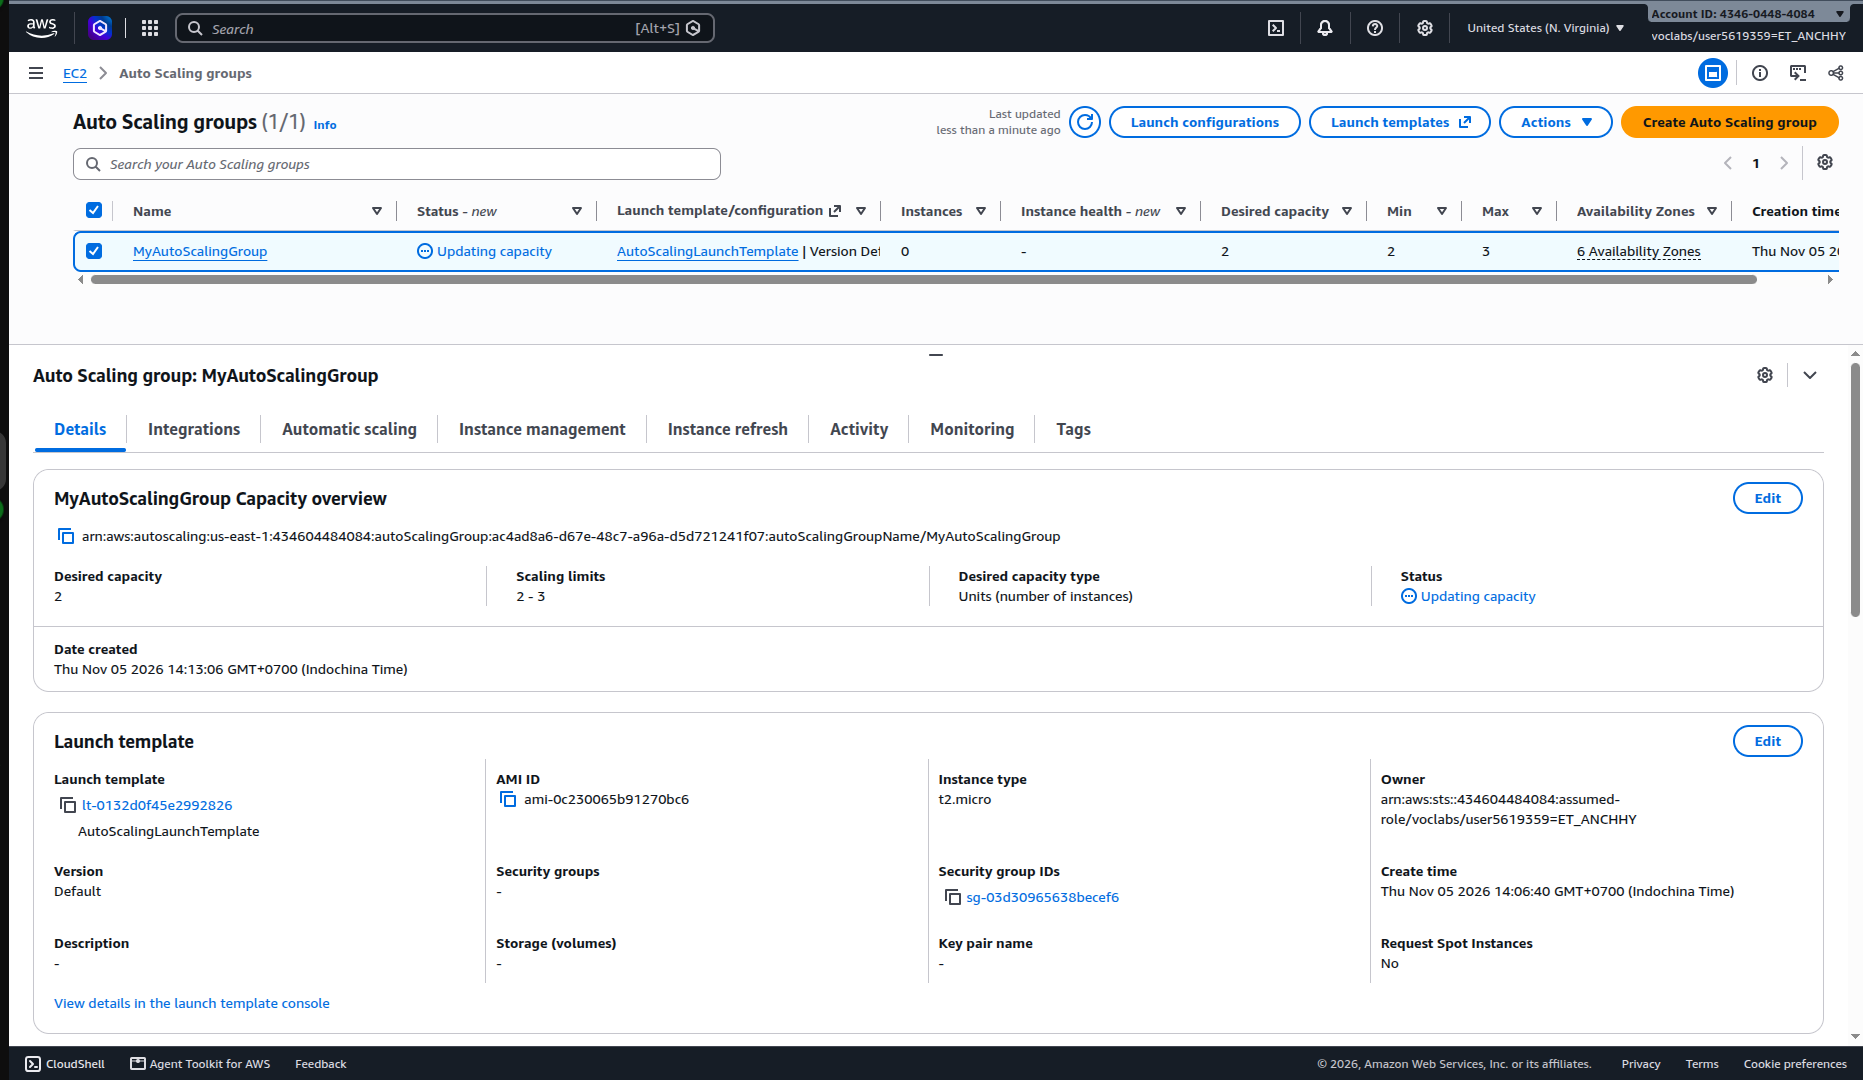 aws
Search
[Alt+S]
United States (N. Virginia)
Account ID: 4346-0448-4084
voclabs/user5619359=ET_ANCHHY
EC2
Auto Scaling groups
Auto Scaling groups (1/1) Info
Last updated
less than a minute ago
Launch configurations
Launch templates
Actions
Create Auto Scaling group
Search your Auto Scaling groups
1
Name
Status - new
Launch template/configuration
Instances
Instance health - new
Desired capacity
Min
Max
Availability Zones
Creation time
MyAutoScalingGroup
Updating capacity
AutoScalingLaunchTemplate | Version Def
0
-
2
2
3
6 Availability Zones
Thu Nov 05 20
Auto Scaling group: MyAutoScalingGroup
Details
Integrations
Automatic scaling
Instance management
Instance refresh
Activity
Monitoring
Tags
MyAutoScalingGroup Capacity overview
Edit
arn:aws:autoscaling:us-east-1:434604484084:autoScalingGroup:ac4ad8a6-d67e-48c7-a96a-d5d721241f07:autoScalingGroupName/MyAutoScalingGroup
Desired capacity
2
Scaling limits
2 - 3
Desired capacity type
Units (number of instances)
Status
Updating capacity
Date created
Thu Nov 05 2026 14:13:06 GMT+0700 (Indochina Time)
Launch template
Edit
Launch template
lt-0132d0f45e2992826
AutoScalingLaunchTemplate
AMI ID
ami-0c230065b91270bc6
Instance type
t2.micro
Owner
arn:aws:sts::434604484084:assumed-
role/voclabs/user5619359=ET_ANCHHY
Version
Default
Security groups
-
Security group IDs
sg-03d30965638becef6
Create time
Thu Nov 05 2026 14:06:40 GMT+0700 (Indochina Time)
Description
-
Storage (volumes)
-
Key pair name
-
Request Spot Instances
No
View details in the launch template console
CloudShell
Agent Toolkit for AWS
Feedback
© 2026, Amazon Web Services, Inc. or its affiliates.
Privacy
Terms
Cookie preferences